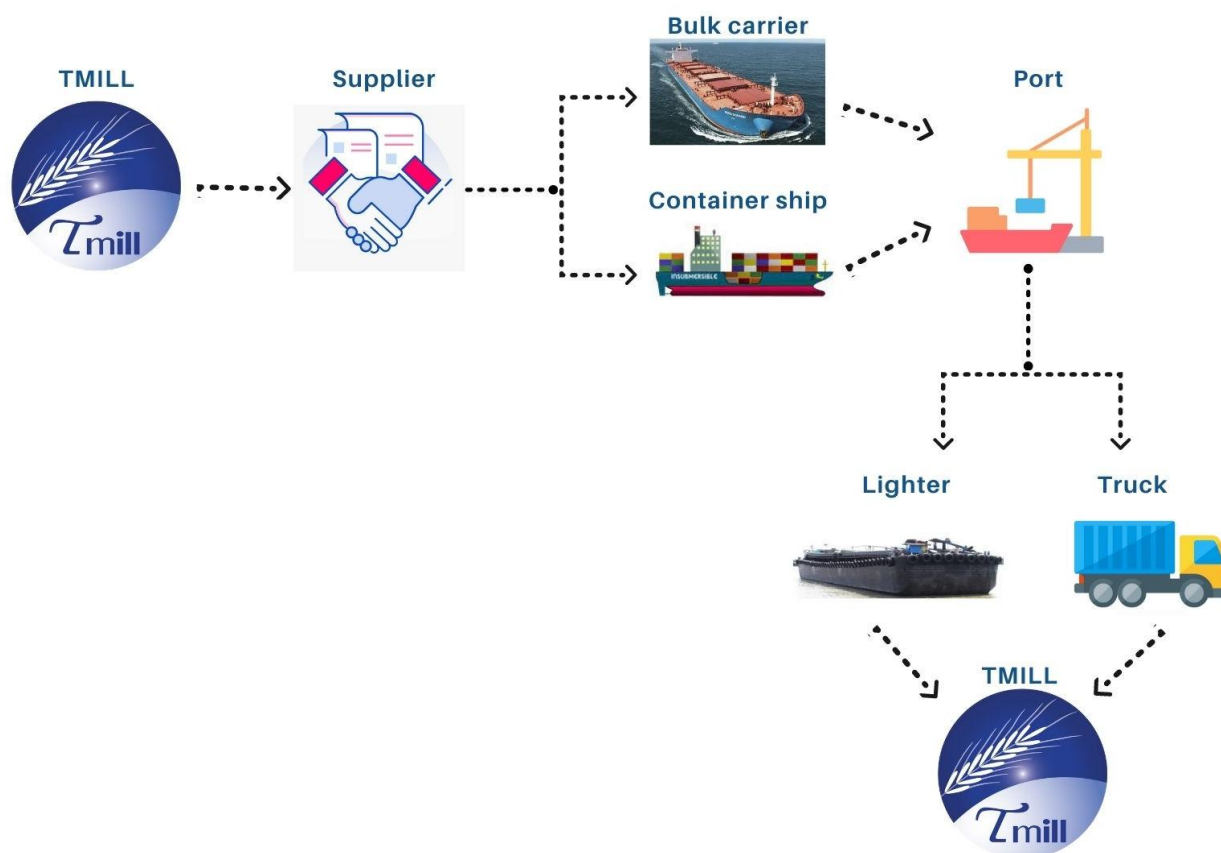 Bulk carrier
TMILL
Supplier
Port
Container ship
INSUBMERSIBLE
Tmill
Lighter
Truck
TMILL
Tmill